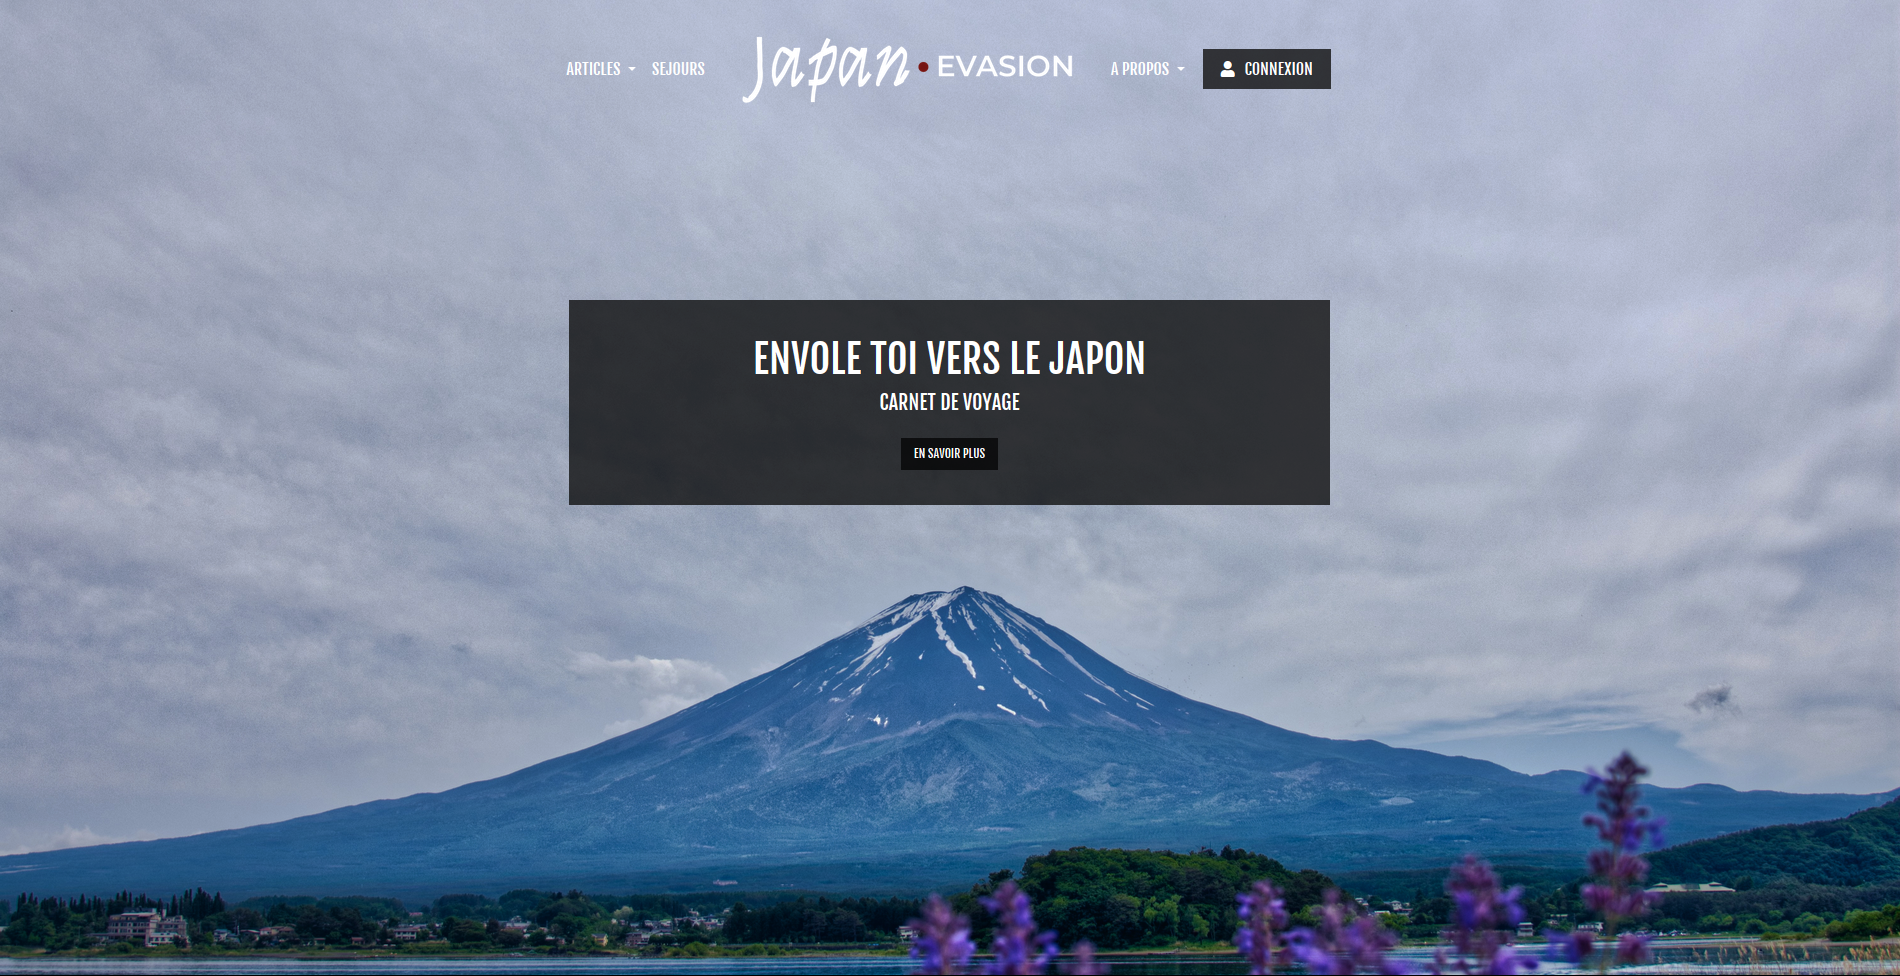 ARTICLES SEJOURS Japan EVASION A PROPOS CONNEXION
ENVOLE TOI VERS LE JAPON
CARNET DE VOYAGE
EN SAVOIR PLUS